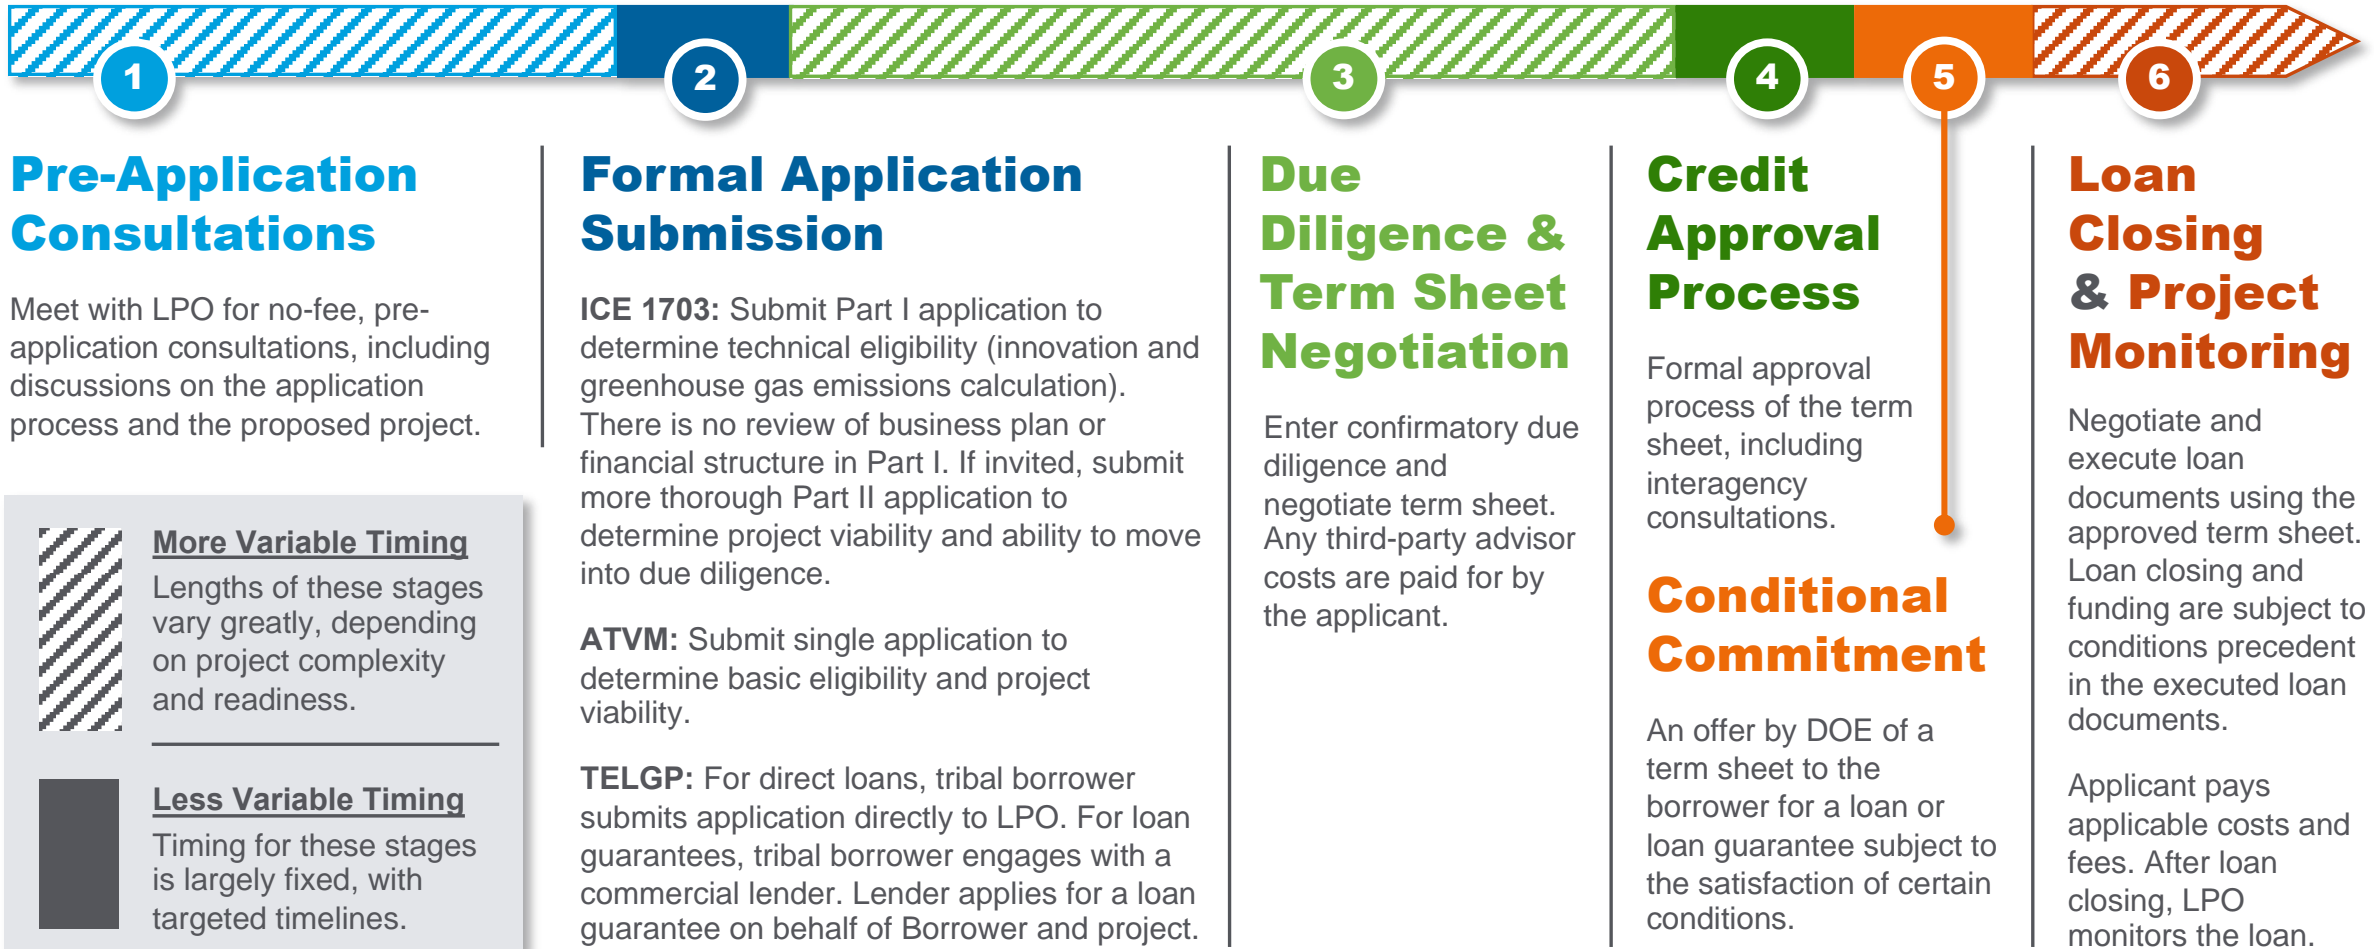 1
2
3
4
5
6
Pre-Application
Consultations
Meet with LPO for no-fee, pre-
application consultations, including
discussions on the application
process and the proposed project.
More Variable Timing
Lengths of these stages
vary greatly, depending
on project complexity
and readiness.
Less Variable Timing
Timing for these stages
is largely fixed, with
targeted timelines.
Formal Application
Submission
ICE 1703: Submit Part I application to
determine technical eligibility (innovation and
greenhouse gas emissions calculation).
There is no review of business plan or
financial structure in Part I. If invited, submit
more thorough Part II application to
determine project viability and ability to move
into due diligence.
ATVM: Submit single application to
determine basic eligibility and project
viability.
TELGP: For direct loans, tribal borrower
submits application directly to LPO. For loan
guarantees, tribal borrower engages with a
commercial lender. Lender applies for a loan
guarantee on behalf of Borrower and project.
Due
Diligence &
Term Sheet
Negotiation
Enter confirmatory due
diligence and
negotiate term sheet.
Any third-party advisor
costs are paid for by
the applicant.
Credit
Approval
Process
Formal approval
process of the term
sheet, including
interagency
consultations.
Conditional
Commitment
An offer by DOE of a
term sheet to the
borrower for a loan or
loan guarantee subject to
the satisfaction of certain
conditions.
Loan
Closing
& Project
Monitoring
Negotiate and
execute loan
documents using the
approved term sheet.
Loan closing and
funding are subject to
conditions precedent
in the executed loan
documents.
Applicant pays
applicable costs and
fees. After loan
closing, LPO
monitors the loan.